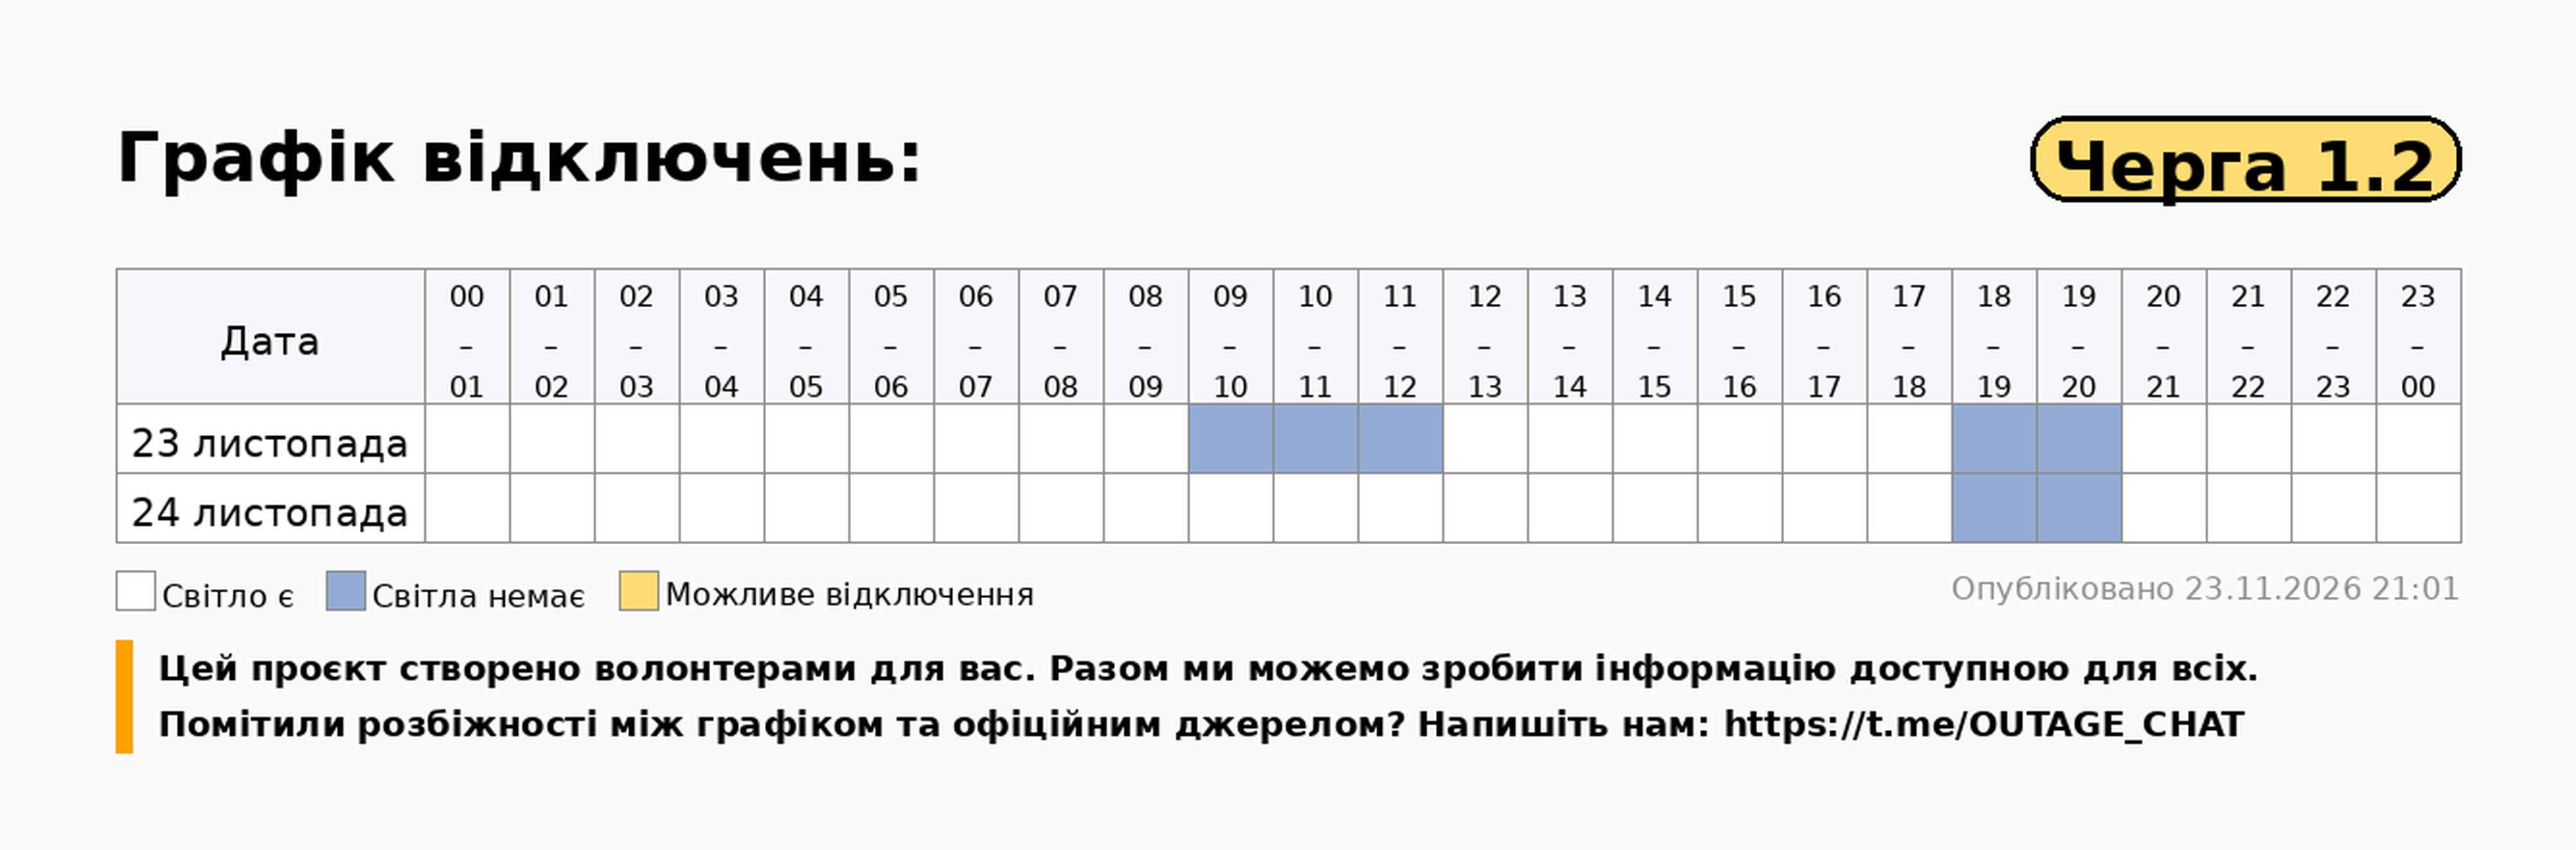 Графік відключень:
Черга 1.2
Дата 00 – 01 01 – 02 02 – 03 03 – 04 04 – 05 05 – 06 06 – 07 07 – 08 08 – 09 09 – 10 10 – 11 11 – 12 12 – 13 13 – 14 14 – 15 15 – 16 16 – 17 17 – 18 18 – 19 19 – 20 20 – 21 21 – 22 22 – 23 23 – 00
23 листопада
24 листопада
Світло є Світла немає Можливе відключення
Опубліковано 23.11.2026 21:01
Цей проєкт створено волонтерами для вас. Разом ми можемо зробити інформацію доступною для всіх.
Помітили розбіжності між графіком та офіційним джерелом? Напишіть нам: https://t.me/OUTAGE_CHAT